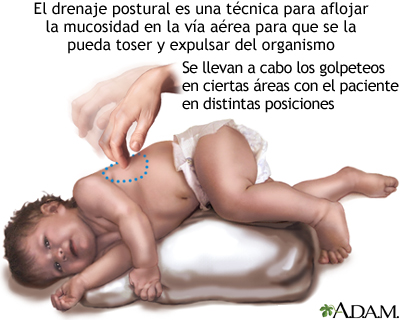 El drenaje postural es una técnica para aflojar
la mucosidad en la vía aérea para que se la
pueda toser y expulsar del organismo
Se llevan a cabo los golpeteos
en ciertas áreas con el paciente
en distintas posiciones
A.D.A.M.